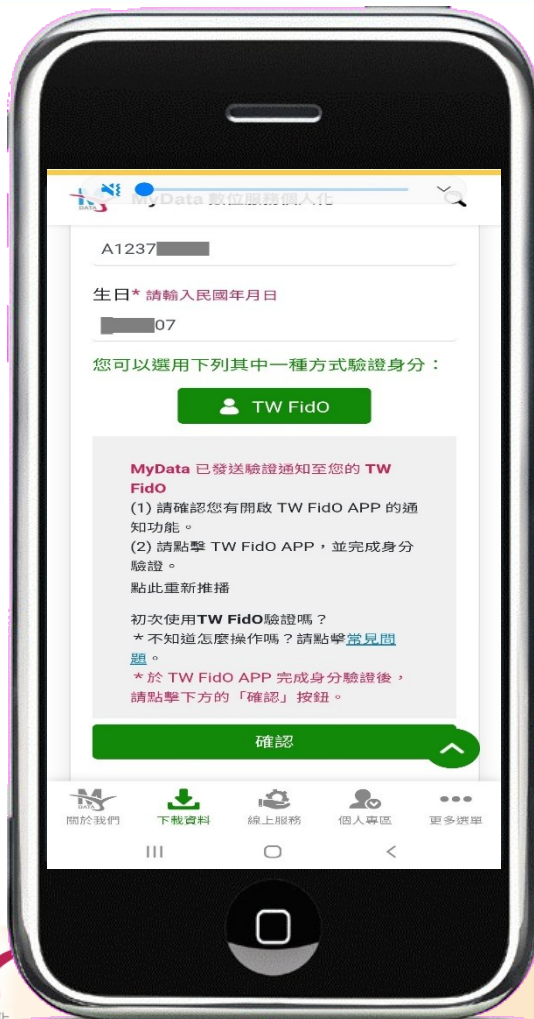 MyData 數位服務個人化
A1237
生日* 請輸入民國年月日
07
您可以選用下列其中一種方式驗證身分：
TW FidO
MyData 已發送驗證通知至您的 TW
FidO
(1) 請確認您有開啟 TW FidO APP 的通
知功能。
(2) 請點擊 TW FidO APP，並完成身分
驗證。
點此重新推播
初次使用TW FidO驗證嗎？
*不知道怎麼操作嗎？請點擊常見問
題。
*於 TW FidO APP 完成身分驗證後，
請點擊下方的「確認」按鈕。
確認
DATA
關於我們 下載資料 線上服務 個人專區 更多選單